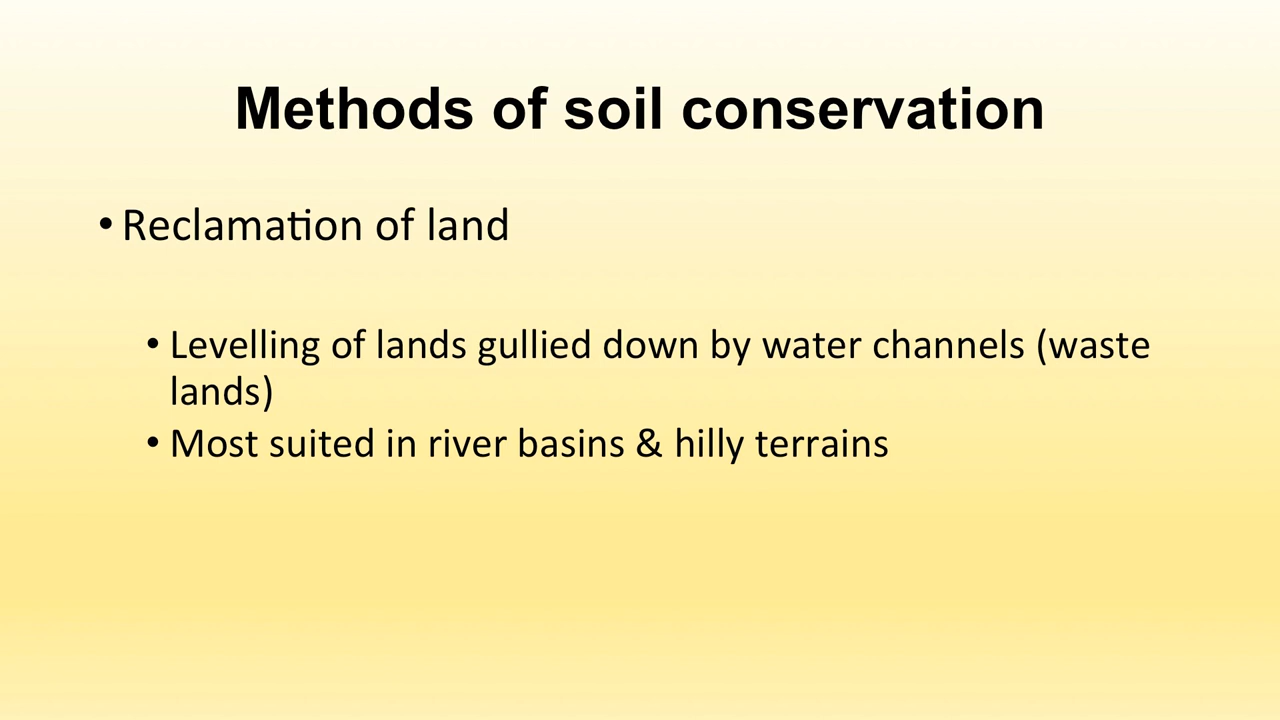 Methods of soil conservation
• Reclamation of land
• Levelling of lands gullied down by water channels (waste
lands)
• Most suited in river basins & hilly terrains